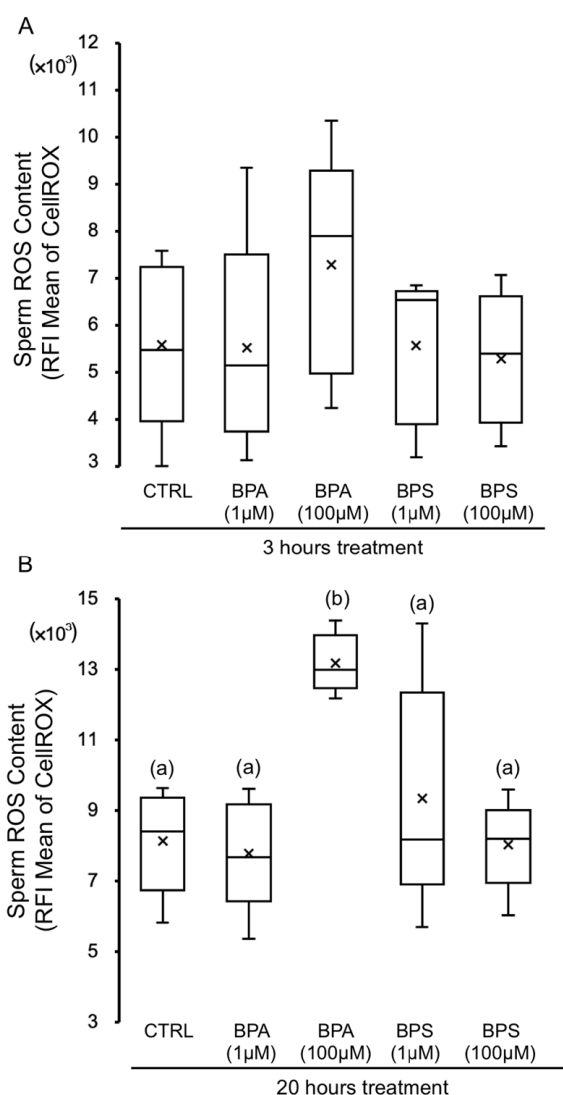 A
12
(×10³)
11
10
9
8
7
6
5
4
3
Sperm ROS Content
(RFI Mean of CellROX
CTRL
BPA
(1µM)
BPA
(100µM)
BPS
(1µM)
BPS
(100µM)
3 hours treatment
B
15
(×10³)
13
11
9
7
5
3
Sperm ROS Content
(RFI Mean of CellROX)
(a)
(a)
(b)
(a)
(a)
CTRL
BPA
(1µM)
BPA
(100µM)
BPS
(1µM)
BPS
(100µM)
20 hours treatment